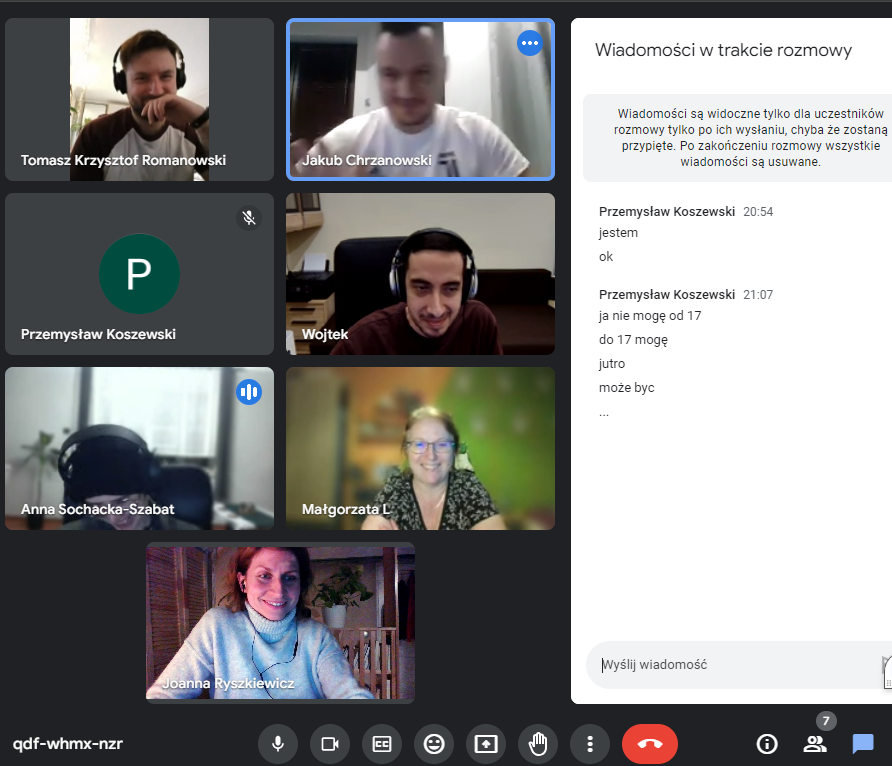 Tomasz Krzysztof Romanowski
Jakub Chrzanowski
P
Przemysław Koszewski
Wojtek
Anna Sochacka-Szabat
Małgorzata L
Joanna Ryszkiewicz
Wiadomości w trakcie rozmowy
Wiadomości są widoczne tylko dla uczestników
rozmowy tylko po ich wysłaniu, chyba że zostaną
przypięte. Po zakończeniu rozmowy wszystkie
wiadomości są usuwane.
Przemysław Koszewski 20:54
jestem
ok
Przemysław Koszewski 21:07
ja nie mogę od 17
do 17 mogę
jutro
może byc
...
Wyślij wiadomość
qdf-whmx-nzr
CC
7